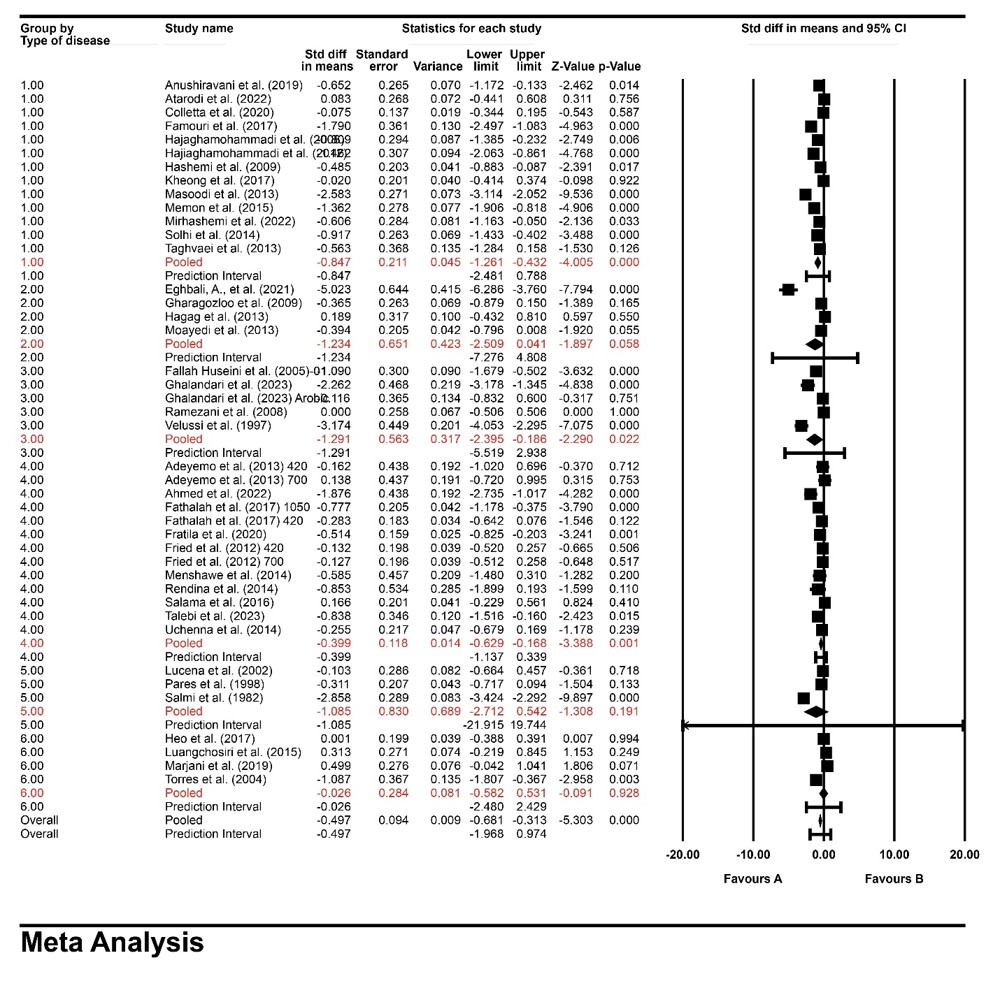 Group by
Type of disease
Study name
Statistics for each study
Std diff in means and 95% CI
Std diff in means Standard error Variance Lower limit Upper limit Z-Value p-Value
1.00 Anushiravani et al. (2019) -0.652 0.265 0.070 -1.172 -0.133 -2.462 0.014
1.00 Atarodi et al. (2022) 0.083 0.268 0.072 -0.441 0.608 0.311 0.756
1.00 Colletta et al. (2020) -0.075 0.137 0.019 -0.344 0.195 -0.543 0.587
1.00 Famouri et al. (2017) -1.790 0.361 0.130 -2.497 -1.083 -4.963 0.000
1.00 Hajaghamohammadi et al. -0.809 0.294 0.087 -1.385 -0.232 -2.749 0.006
1.00 Hajiaghamohammadi et al. -1.462 0.307 0.094 -2.063 -0.861 -4.768 0.000
1.00 Hashemi et al. (2009) -0.485 0.203 0.041 -0.883 -0.087 -2.391 0.017
1.00 Kheong et al. (2017) -0.020 0.201 0.040 -0.414 0.374 -0.098 0.922
1.00 Masoodi et al. (2013) -2.583 0.271 0.073 -3.114 -2.052 -9.536 0.000
1.00 Memon et al. (2015) -1.362 0.278 0.077 -1.906 -0.818 -4.906 0.000
1.00 Mirhashemi et al. (2022) -0.606 0.284 0.081 -1.163 -0.050 -2.136 0.033
1.00 Solhi et al. (2014) -0.917 0.263 0.069 -1.433 -0.402 -3.488 0.000
1.00 Taghvaei et al. (2013) -0.563 0.368 0.135 -1.284 0.158 -1.530 0.126
1.00 Pooled -0.847 0.211 0.045 -1.261 -0.432 -4.005 0.000
1.00 Prediction Interval -0.847 -2.481 0.788
2.00 Eghbali, A., et al. (2021) -5.023 0.644 0.415 -6.286 -3.760 -7.794 0.000
2.00 Gharagozloo et al. (2009) -0.365 0.263 0.069 -0.879 0.150 -1.389 0.165
2.00 Hagag et al. (2013) 0.189 0.317 0.100 -0.432 0.810 0.597 0.550
2.00 Moayedi et al. (2013) -0.394 0.205 0.042 -0.796 0.008 -1.920 0.055
2.00 Pooled -1.234 0.651 0.423 -2.509 0.041 -1.897 0.058
2.00 Prediction Interval -1.234 -7.276 4.808
3.00 Fallah Huseini et al. (2005) -1.090 0.300 0.090 -1.679 -0.502 -3.632 0.000
3.00 Ghalandari et al. (2023) -2.262 0.468 0.219 -3.178 -1.345 -4.838 0.000
3.00 Ghalandari et al. (2023) Arobic -0.116 0.365 0.134 -0.832 0.600 -0.317 0.751
3.00 Ramezani et al. (2008) 0.000 0.258 0.067 -0.506 0.506 0.000 1.000
3.00 Velussi et al. (1997) -3.174 0.449 0.201 -4.053 -2.295 -7.075 0.000
3.00 Pooled -1.291 0.563 0.317 -2.395 -0.186 -2.290 0.022
3.00 Prediction Interval -1.291 -5.519 2.938
4.00 Adeyemo et al. (2013) 420 -0.162 0.438 0.192 -1.020 0.696 -0.370 0.712
4.00 Adeyemo et al. (2013) 700 0.138 0.437 0.191 -0.720 0.995 0.315 0.753
4.00 Ahmed et al. (2022) -1.876 0.438 0.192 -2.735 -1.017 -4.282 0.000
4.00 Fathalah et al. (2017) 1050 -0.777 0.205 0.042 -1.178 -0.375 -3.790 0.000
4.00 Fathalah et al. (2017) 420 -0.283 0.183 0.034 -0.642 0.076 -1.546 0.122
4.00 Fratila et al. (2020) -0.514 0.159 0.025 -0.825 -0.203 -3.241 0.001
4.00 Fried et al. (2012) 420 -0.132 0.198 0.039 -0.520 0.257 -0.665 0.506
4.00 Fried et al. (2012) 700 -0.127 0.196 0.039 -0.512 0.258 -0.648 0.517
4.00 Menshawe et al. (2014) -0.585 0.457 0.209 -1.480 0.310 -1.282 0.200
4.00 Rendina et al. (2014) -0.853 0.534 0.285 -1.899 0.193 -1.599 0.110
4.00 Salama et al. (2016) 0.166 0.201 0.041 -0.229 0.561 0.824 0.410
4.00 Talebi et al. (2023) -0.838 0.346 0.120 -1.516 -0.160 -2.423 0.015
4.00 Uchenna et al. (2014) -0.255 0.217 0.047 -0.679 0.169 -1.178 0.239
4.00 Pooled -0.399 0.118 0.014 -0.629 -0.168 -3.388 0.001
4.00 Prediction Interval -0.399 -1.137 0.339
5.00 Lucena et al. (2002) -0.103 0.286 0.082 -0.664 0.457 -0.361 0.718
5.00 Pares et al. (1998) -0.311 0.207 0.043 -0.717 0.094 -1.504 0.133
5.00 Salmi et al. (1982) -2.858 0.289 0.083 -3.424 -2.292 -9.897 0.000
5.00 Pooled -1.085 0.830 0.689 -2.712 0.542 -1.308 0.191
5.00 Prediction Interval -1.085 -21.915 19.744
6.00 Heo et al. (2017) 0.001 0.199 0.039 -0.388 0.391 0.007 0.994
6.00 Luangchosiri et al. (2015) 0.313 0.271 0.074 -0.219 0.845 1.153 0.249
6.00 Marjani et al. (2019) 0.499 0.276 0.076 -0.042 1.041 1.806 0.071
6.00 Torres et al. (2004) -1.087 0.367 0.135 -1.807 -0.367 -2.958 0.003
6.00 Pooled -0.026 0.284 0.081 -0.582 0.531 -0.091 0.928
6.00 Prediction Interval -0.026 -2.480 2.429
Overall Pooled -0.497 0.094 0.009 -0.681 -0.313 -5.303 0.000
Overall Prediction Interval -0.497 -1.968 0.974
-20.00 -10.00 0.00 10.00 20.00
Favours A Favours B
Meta Analysis